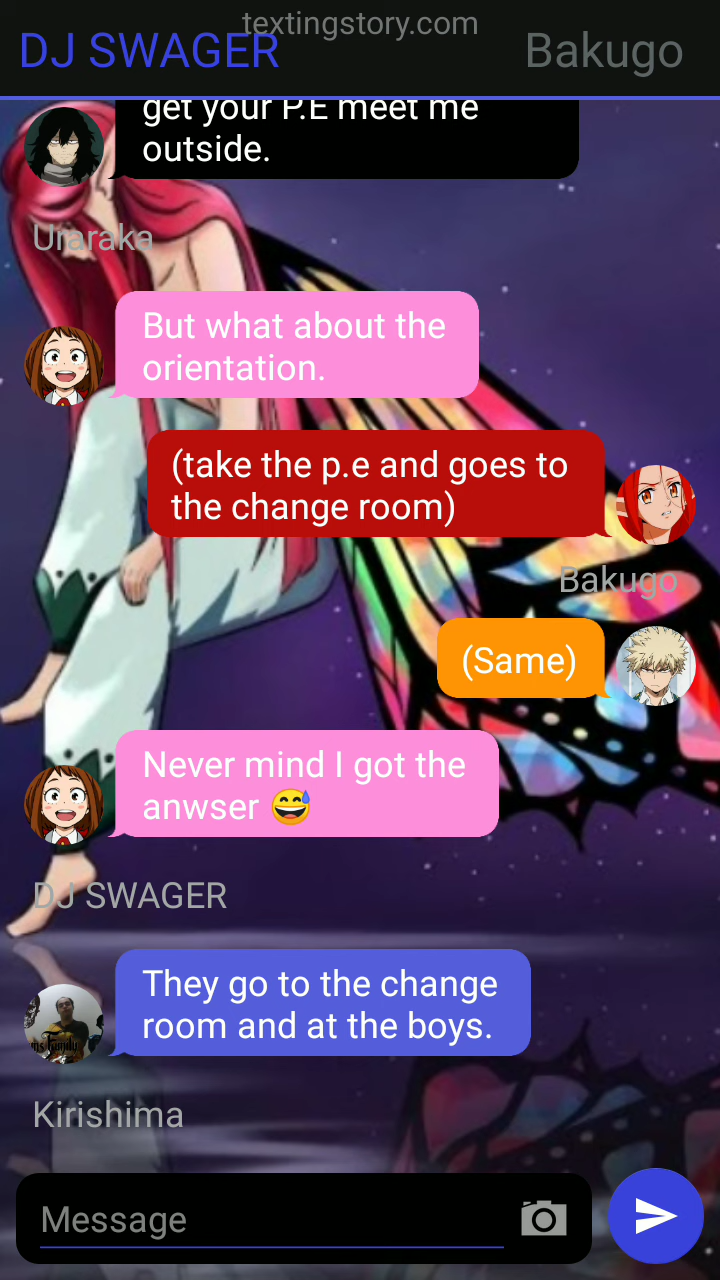 textingstory.com
DJ SWAGER
Bakugo
get your P.E meet me
outside.
Uraraka
But what about the
orientation.
(take the p.e and goes to
the change room)
Bakugo
(Same)
Never mind I got the
anwser 😅
DJ SWAGER
They go to the change
room and at the boys.
Kirishima
Message